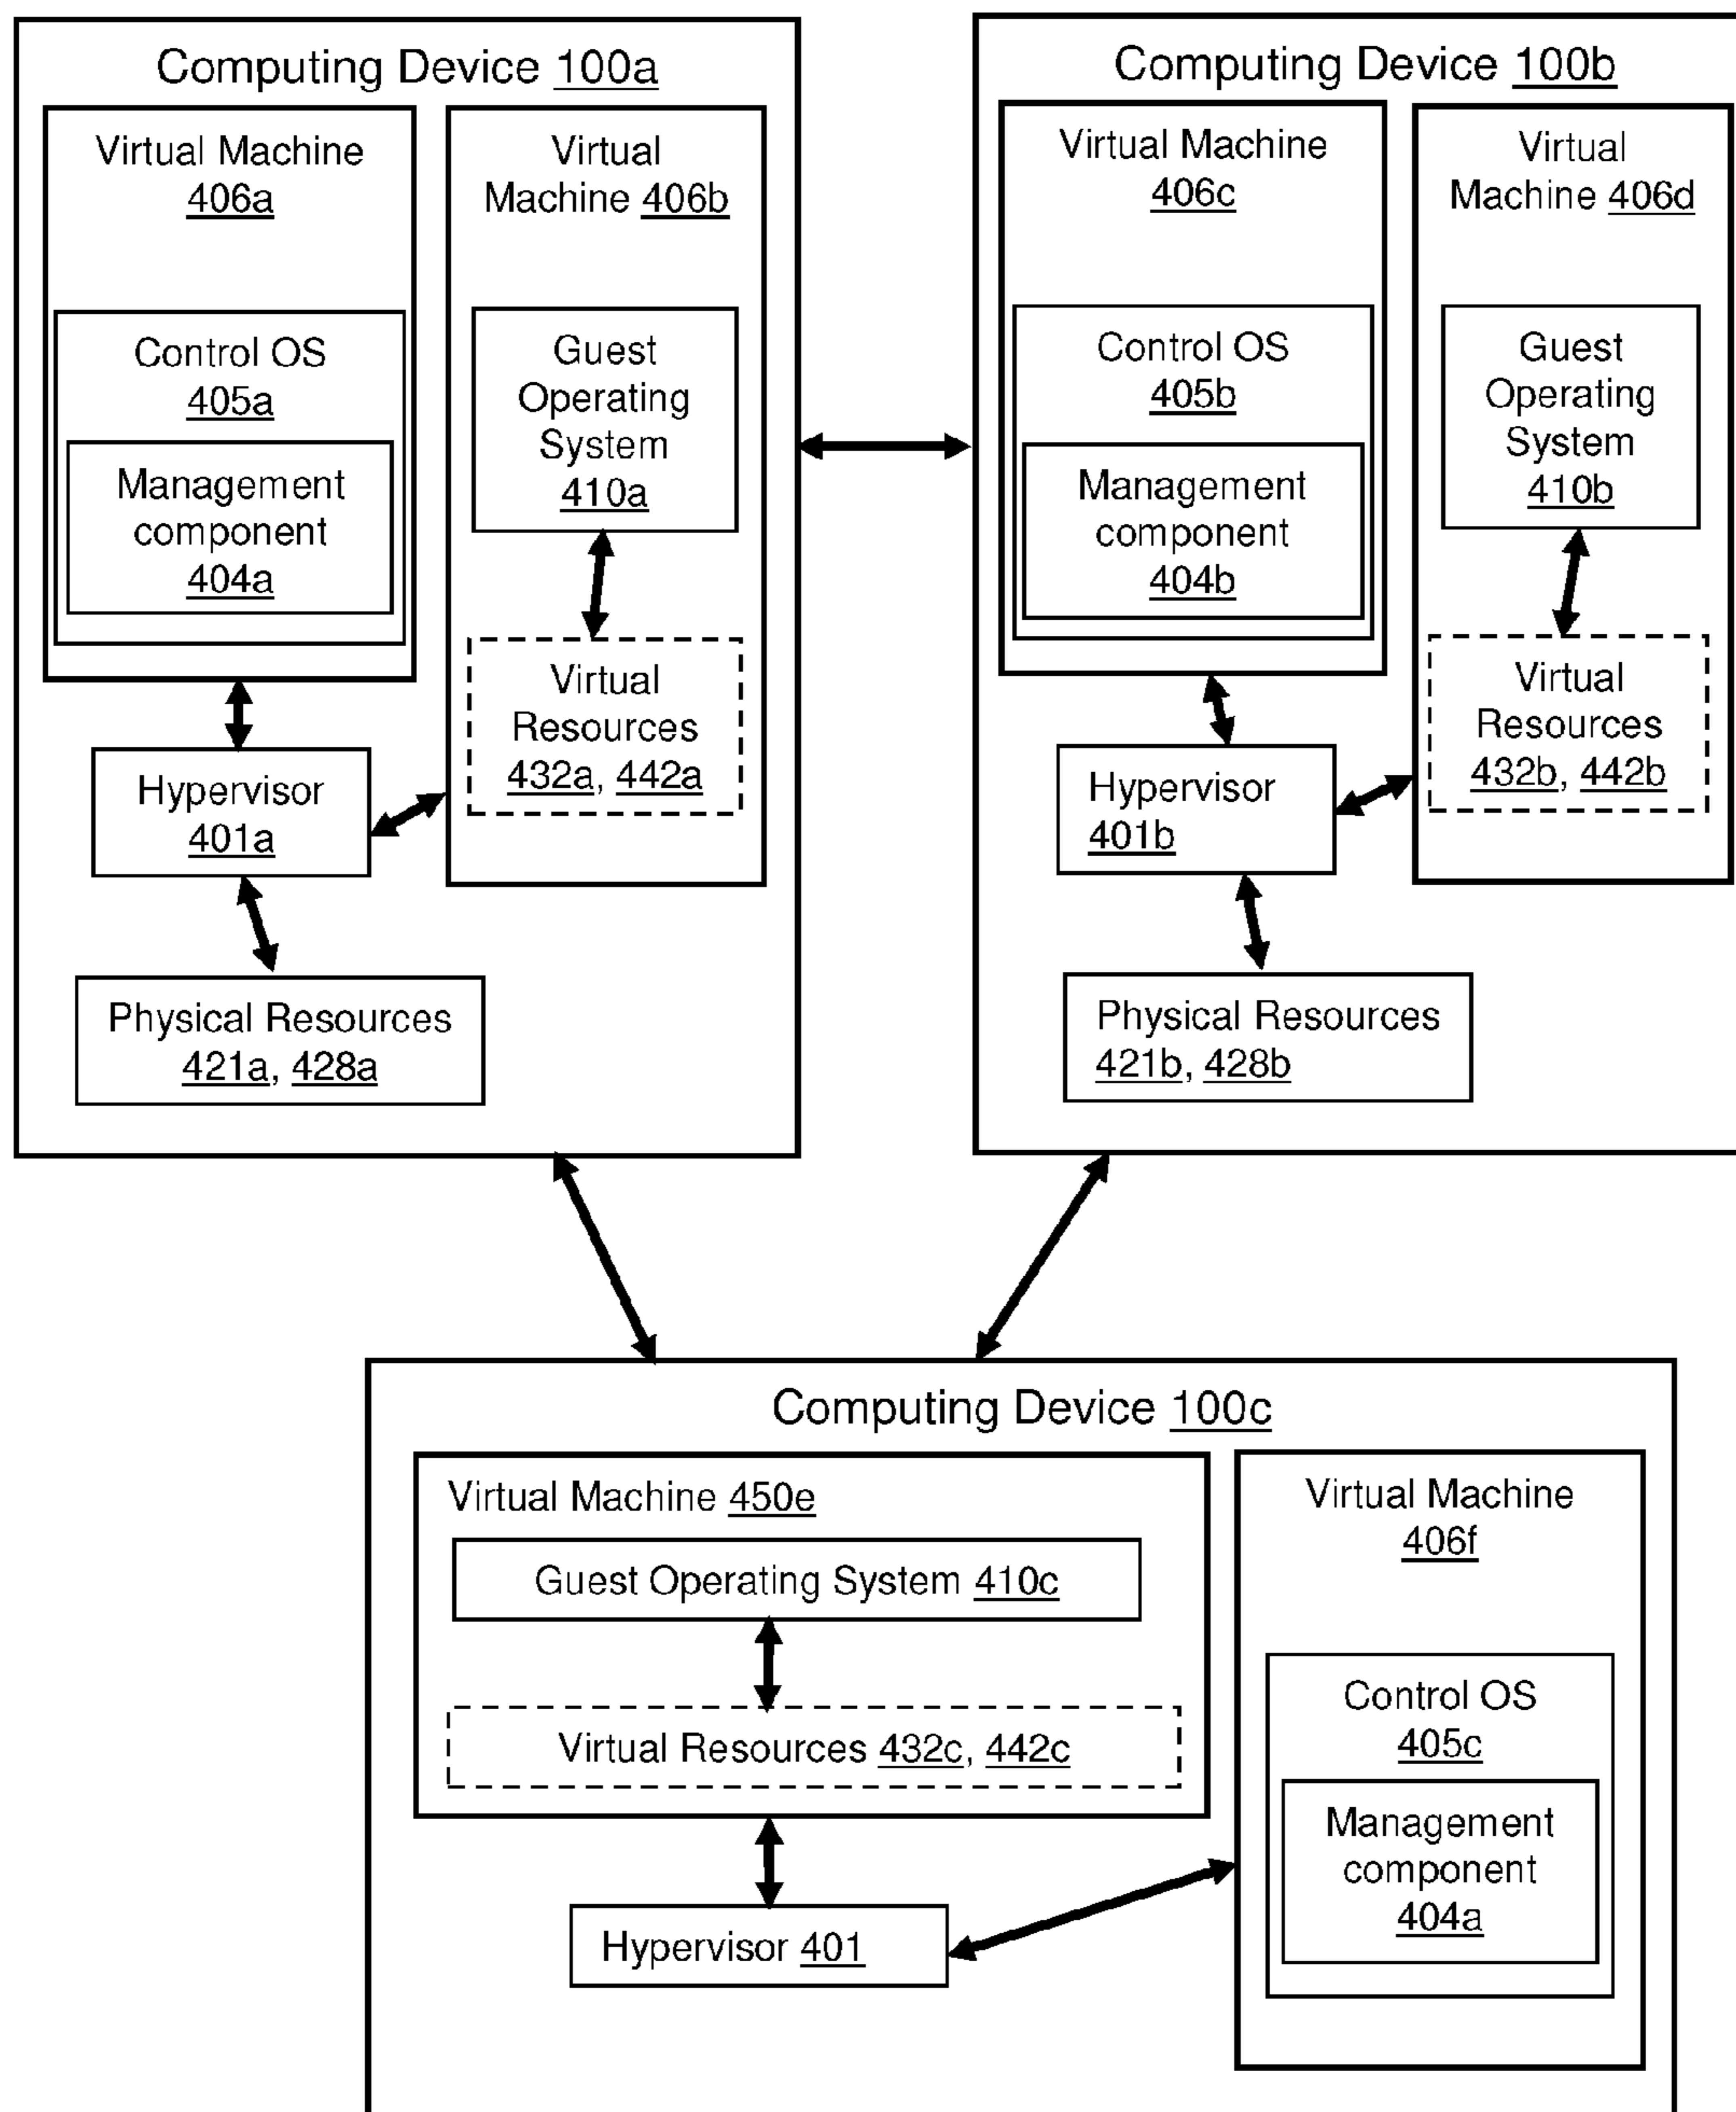 Computing Device 100a
Virtual Machine
406a
Control OS
405a
Management
component
404a
Virtual
Machine 406b
Guest
Operating
System
410a
Virtual
Resources
432a, 442a
Hypervisor
401a
Physical Resources
421a, 428a
Computing Device 100b
Virtual Machine
406c
Control OS
405b
Management
component
404b
Virtual
Machine 406d
Guest
Operating
System
410b
Virtual
Resources
432b, 442b
Hypervisor
401b
Physical Resources
421b, 428b
Computing Device 100c
Virtual Machine 450e
Guest Operating System 410c
Virtual Resources 432c, 442c
Hypervisor 401
Virtual Machine
406f
Control OS
405c
Management
component
404a